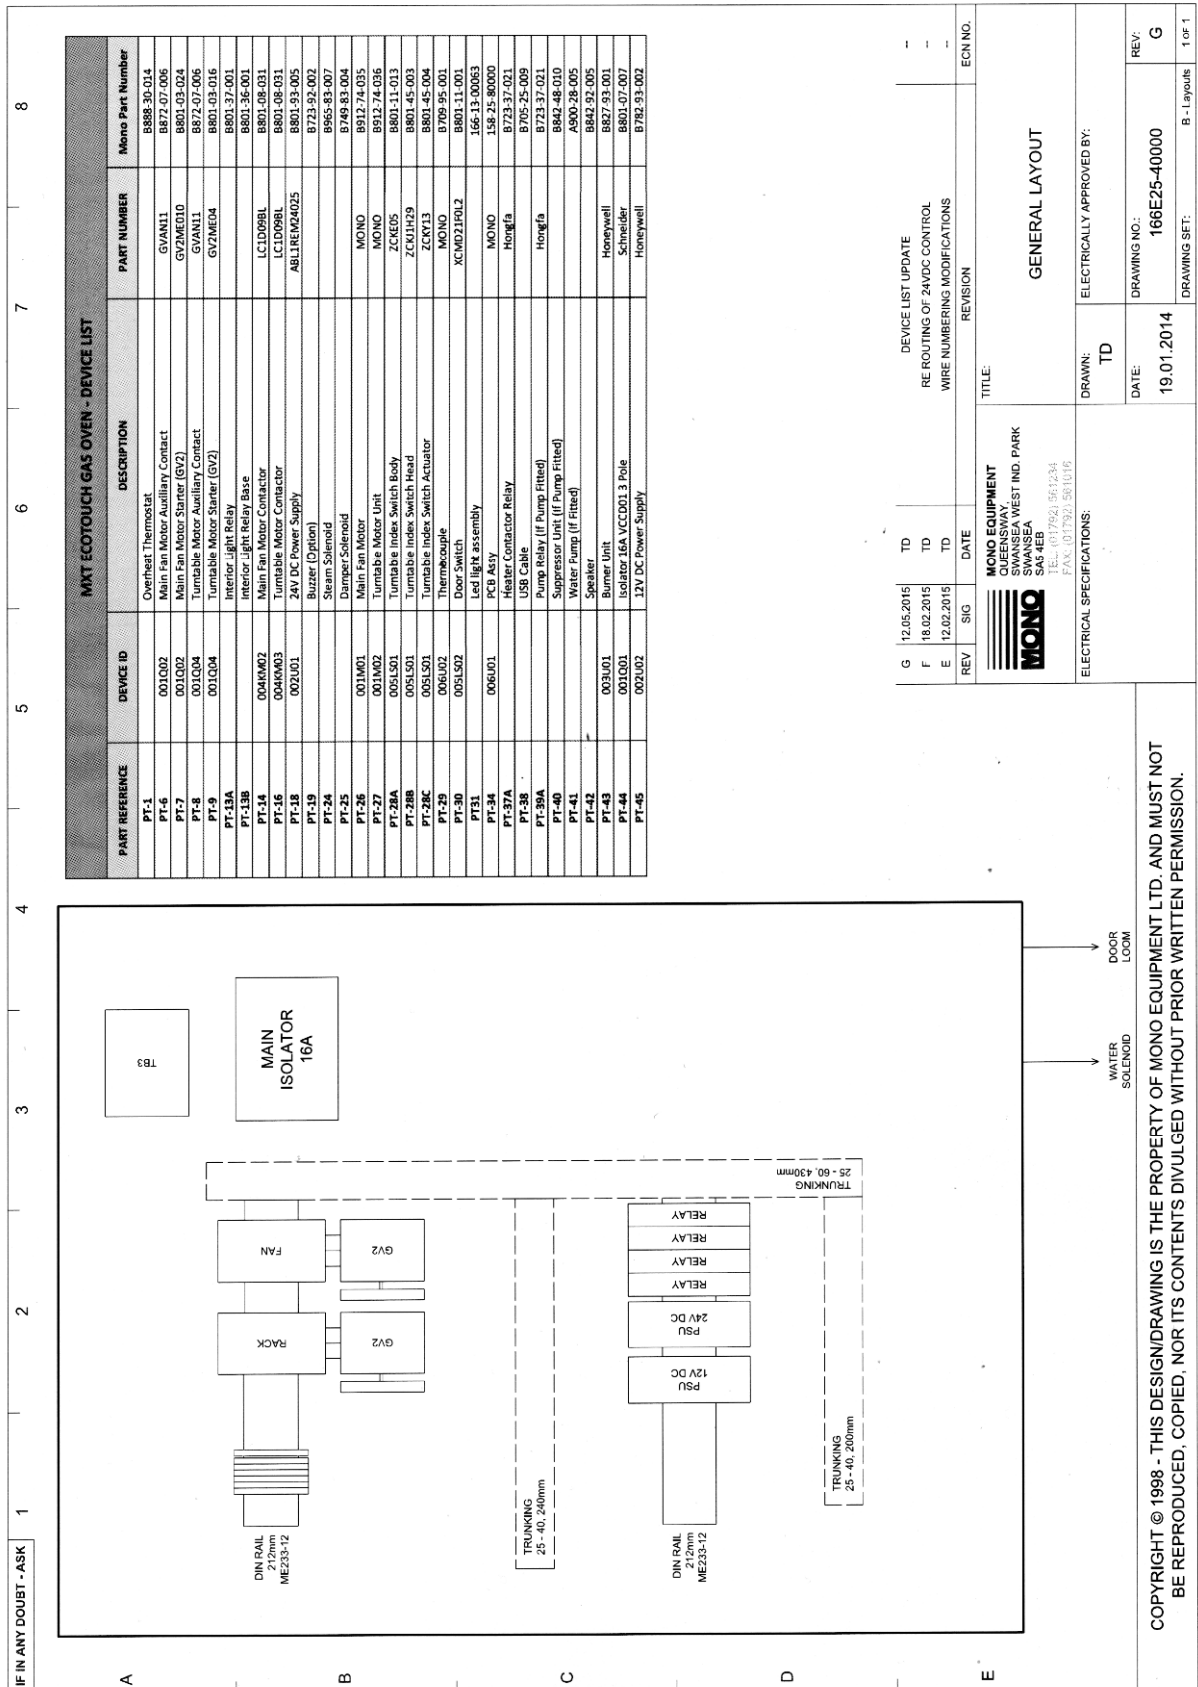 IF IN ANY DOUBT - ASK
1
2
3
4
5
6
7
8
A
B
C
D
E
TB3
MAIN
ISOLATOR
16A
FAN
GV2
RACK
GV2
DIN RAIL
212mm
ME233-12
TRUNKING
25 - 60, 430mm
TRUNKING
25 - 40, 240mm
RELAY
RELAY
RELAY
RELAY
PSU
24V DC
PSU
12V DC
DIN RAIL
212mm
ME233-12
TRUNKING
25 - 40, 200mm
WATER
SOLENOID
DOOR
LOOM
MXT ECOTOUCH GAS OVEN - DEVICE LIST
PART REFERENCE DEVICE ID DESCRIPTION PART NUMBER Mono Part Number
PT-1 Overheat Thermostat B888-30-014
PT-6 001Q02 Main Fan Motor Auxiliary Contact GVAN11 B872-07-006
PT-7 001Q02 Main Fan Motor Starter (GV2) GV2ME010 B801-03-024
PT-8 001Q04 Turntable Motor Auxiliary Contact GVAN11 B872-07-006
PT-9 001Q04 Turntable Motor Starter (GV2) GV2ME04 B801-03-016
PT-13A Interior Light Relay B801-37-001
PT-13B Interior Light Relay Base B801-36-001
PT-14 004KM02 Main Fan Motor Contactor LC1D09BL B801-08-031
PT-16 004KM03 Turntable Motor Contactor LC1D09BL B801-08-031
PT-18 002U01 24V DC Power Supply ABL1REM24025 B801-93-005
PT-19 Buzzer (Option) B723-92-002
PT-24 Steam Solenoid B965-83-007
PT-25 Damper Solenoid B749-83-004
PT-26 001M01 Main Fan Motor MONO B912-74-035
PT-27 001M02 Turntable Motor Unit MONO B912-74-036
PT-28A 005LS01 Turntable Index Switch Body ZCKE05 B801-11-013
PT-28B 005LS01 Turntable Index Switch Head ZCKJ1H29 B801-45-003
PT-28C 005LS01 Turntable Index Switch Actuator ZCKY13 B801-45-004
PT-29 006U02 Thermocouple MONO B709-95-001
PT-30 005LS02 Door Switch XCMD21F0L2 B801-11-001
PT31 Led light assembly 166-13-00063
PT-34 006U01 PCB Assy MONO 158-25-80000
PT-37A Heater Contactor Relay Hongfa B723-37-021
PT-38 USB Cable B705-25-009
PT-39A Pump Relay (If Pump Fitted) Hongfa B723-37-021
PT-40 Suppressor Unit (If Pump Fitted) B842-48-010
PT-41 Water Pump (If Fitted) A900-28-005
PT-42 Speaker B842-92-005
PT-43 003U01 Burner Unit Honeywell B827-93-001
PT-44 001Q01 Isolator 16A VCCD01 3 Pole Schneider B801-07-007
PT-45 002U02 12V DC Power Supply Honeywell B782-93-002
G 12.05.2015 TD DEVICE LIST UPDATE --
F 18.02.2015 TD RE ROUTING OF 24VDC CONTROL --
E 12.02.2015 TD WIRE NUMBERING MODIFICATIONS --
REV SIG DATE REVISION ECN NO.
MONO
MONO EQUIPMENT
QUEENSWAY,
SWANSEA WEST IND. PARK
SWANSEA
SA5 4EB
TEL: (01792) 561234
FAX: (01792) 561016
TITLE:
GENERAL LAYOUT
ELECTRICAL SPECIFICATIONS:
DRAWN:
TD
ELECTRICALLY APPROVED BY:
DATE:
19.01.2014
DRAWING NO.:
166E25-40000
REV:
G
DRAWING SET:
B - Layouts
1 OF 1
COPYRIGHT © 1998 - THIS DESIGN/DRAWING IS THE PROPERTY OF MONO EQUIPMENT LTD. AND MUST NOT
BE REPRODUCED, COPIED, NOR ITS CONTENTS DIVULGED WITHOUT PRIOR WRITTEN PERMISSION.